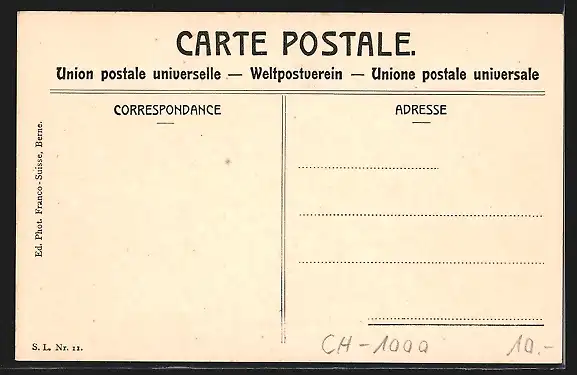 CARTE POSTALE.
Union postale universelle — Weltpostverein — Unione postale universale
CORRESPONDANCE
ADRESSE
Ed. Phot. Franco-Suisse, Berne.
S. L. Nr. 11.
CH-1000 10.-